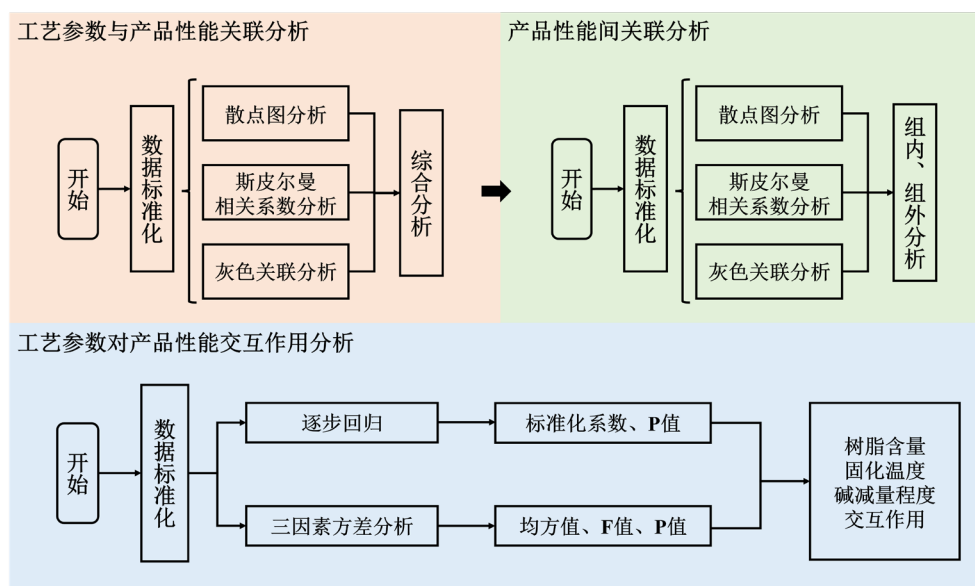 工艺参数与产品性能关联分析
开始
数据标准化
散点图分析
斯皮尔曼
相关系数分析
灰色关联分析
综合分析
产品性能间关联分析
开始
数据标准化
散点图分析
斯皮尔曼
相关系数分析
灰色关联分析
组内、组外分析
工艺参数对产品性能交互作用分析
开始
数据标准化
逐步回归
标准化系数、P值
三因素方差分析
均方值、F值、P值
树脂含量
固化温度
碱减量程度
交互作用